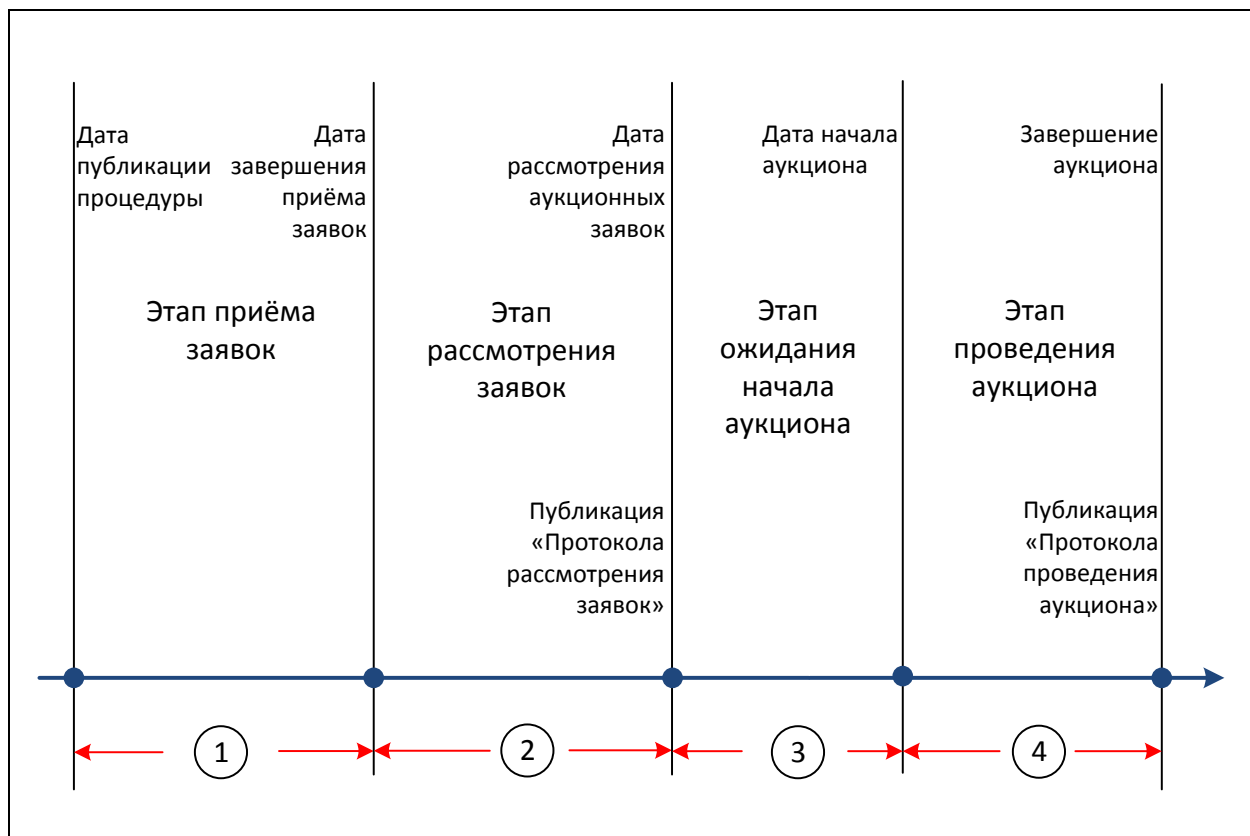 Дата
публикации
процедуры
Дата
завершения
приёма
заявок
Дата
рассмотрения
аукционных
заявок
Дата начала
аукциона
Завершение
аукциона
Этап приёма
заявок
Этап
рассмотрения
заявок
Этап
ожидания
начала
аукциона
Этап
проведения
аукциона
Публикация
«Протокола
рассмотрения
заявок»
Публикация
«Протокола
проведения
аукциона»
1
2
3
4